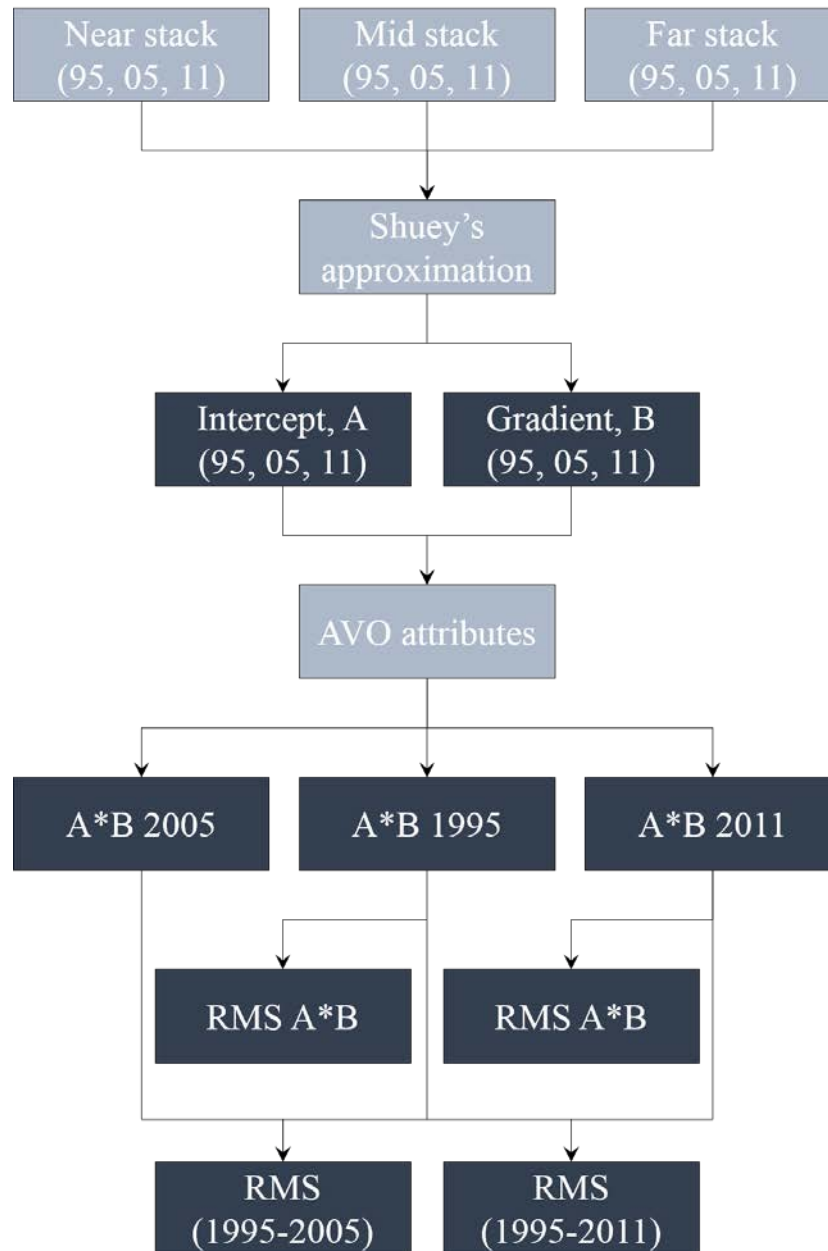 Near stack
(95, 05, 11)
Mid stack
(95, 05, 11)
Far stack
(95, 05, 11)
Shuey’s
approximation
Intercept, A
(95, 05, 11)
Gradient, B
(95, 05, 11)
AVO attributes
A*B 2005
A*B 1995
A*B 2011
RMS A*B
RMS A*B
RMS
(1995-2005)
RMS
(1995-2011)